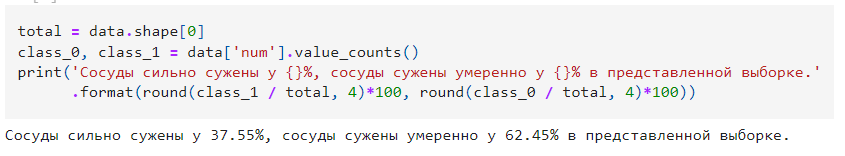 total = data.shape[0]
class_0, class_1 = data['num'].value_counts()
print('Сосуды сильно сужены у {}%, сосуды сужены умеренно у {}% в представленной выборке.'
.format(round(class_1 / total, 4)*100, round(class_0 / total, 4)*100))
Сосуды сильно сужены у 37.55%, сосуды сужены умеренно у 62.45% в представленной выборке.